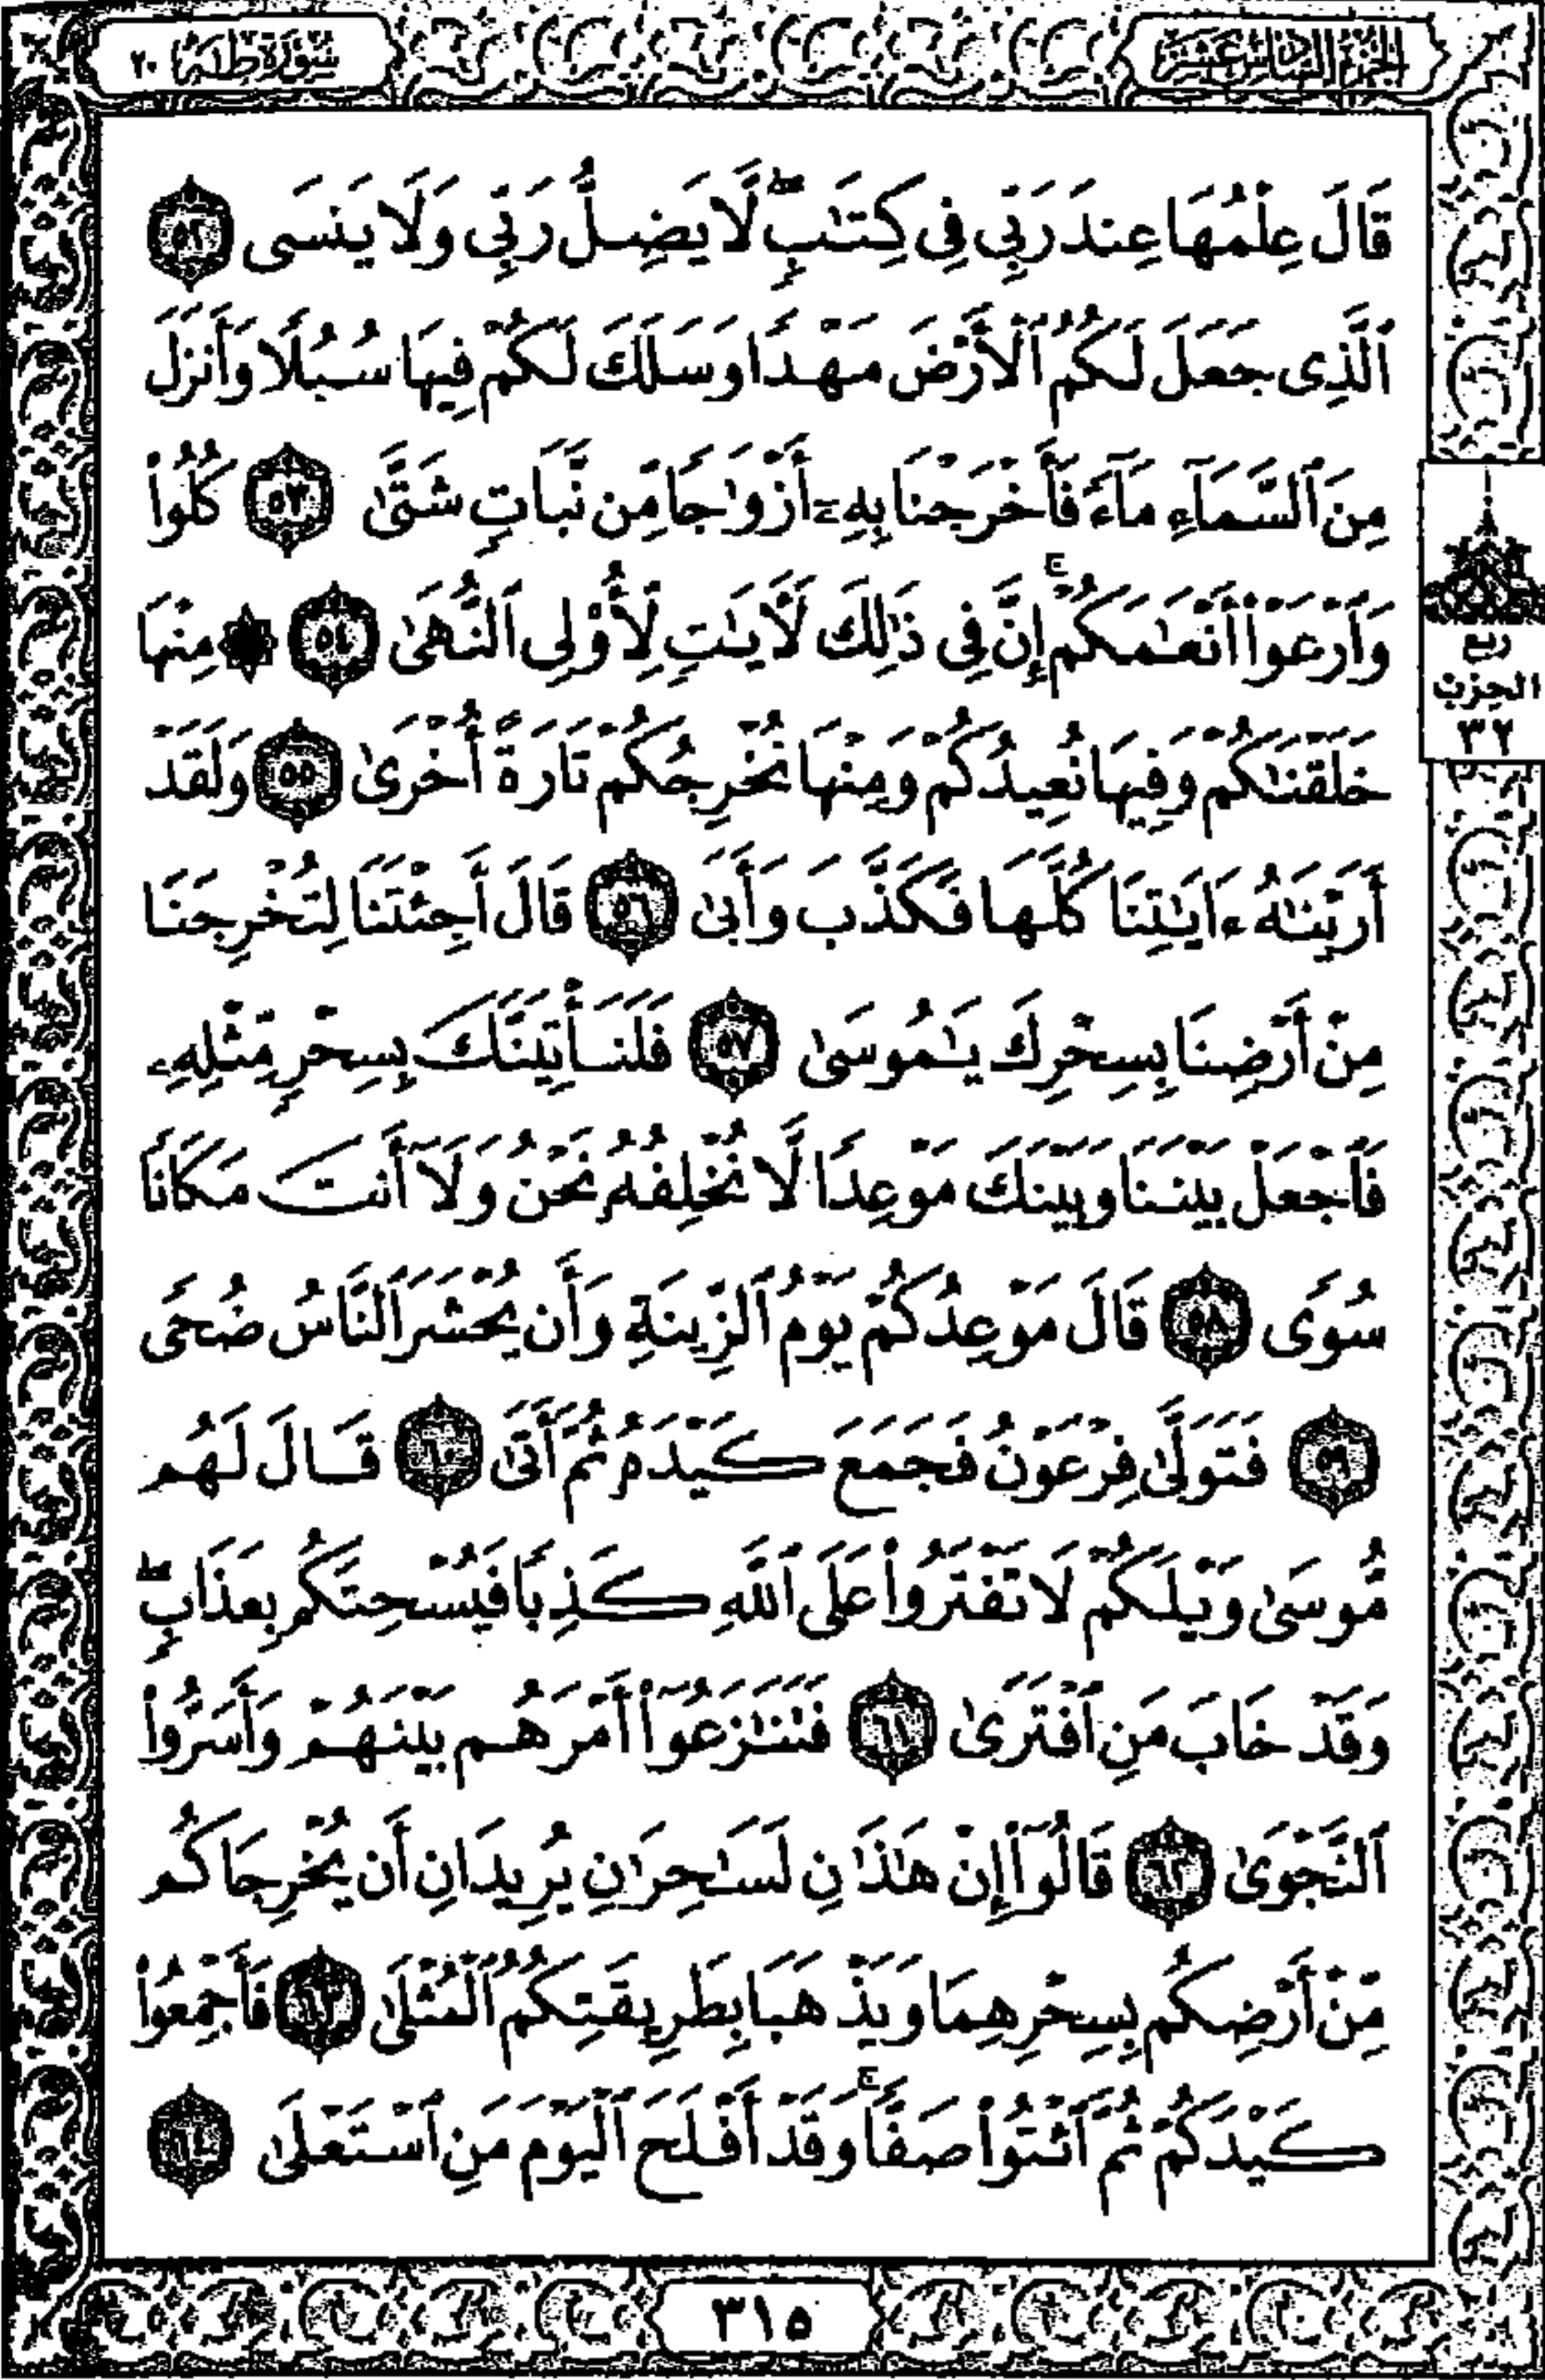 الجزء السادس عشر
سورة طه ٢٠
قَالَ عِلْمُهَا عِندَ رَبِّى فِى كِتَـٰبٍ ۖ لَّا يَضِلُّ رَبِّى وَلَا يَنسَى ٥٢
ٱلَّذِى جَعَلَ لَكُمُ ٱلْأَرْضَ مَهْدًا وَسَلَكَ لَكُمْ فِيهَا سُبُلًا وَأَنزَلَ
مِنَ ٱلسَّمَآءِ مَآءً فَأَخْرَجْنَا بِهِۦٓ أَزْوَٰجًا مِّن نَّبَاتٍ شَتَّىٰ ٥٣ كُلُوا۟
وَٱرْعَوْا۟ أَنْعَـٰمَكُمْ ۗ إِنَّ فِى ذَٰلِكَ لَـَٔايَـٰتٍ لِّأُو۟لِى ٱلنُّهَىٰ ٥٤ ۞ مِنْهَا
خَلَقْنَـٰكُمْ وَفِيهَا نُعِيدُكُمْ وَمِنْهَا نُخْرِجُكُمْ تَارَةً أُخْرَىٰ ٥٥ وَلَقَدْ
أَرَيْنَـٰهُ ءَايَـٰتِنَا كُلَّهَا فَكَذَّبَ وَأَبَىٰ ٥٦ قَالَ أَجِئْتَنَا لِتُخْرِجَنَا
مِنْ أَرْضِنَا بِسِحْرِكَ يَـٰمُوسَىٰ ٥٧ فَلَنَأْتِيَنَّكَ بِسِحْرٍ مِّثْلِهِۦ
فَٱجْعَلْ بَيْنَنَا وَبَيْنَكَ مَوْعِدًا لَّا نُخْلِفُهُۥ نَحْنُ وَلَآ أَنتَ مَكَانًا
سُوًى ٥٨ قَالَ مَوْعِدُكُمْ يَوْمُ ٱلزِّينَةِ وَأَن يُحْشَرَ ٱلنَّاسُ ضُحًى
٥٩ فَتَوَلَّىٰ فِرْعَوْنُ فَجَمَعَ كَيْدَهُۥ ثُمَّ أَتَىٰ ٦٠ قَالَ لَهُم
مُّوسَىٰ وَيْلَكُمْ لَا تَفْتَرُوا۟ عَلَى ٱللَّهِ كَذِبًا فَيُسْحِتَكُم بِعَذَابٍ ۖ
وَقَدْ خَابَ مَنِ ٱفْتَرَىٰ ٦١ فَتَنَـٰزَعُوٓا۟ أَمْرَهُم بَيْنَهُمْ وَأَسَرُّوا۟
ٱلنَّجْوَىٰ ٦٢ قَالُوٓا۟ إِنْ هَـٰذَٰنِ لَسَـٰحِرَٰنِ يُرِيدَانِ أَن يُخْرِجَاكُم
مِّنْ أَرْضِكُم بِسِحْرِهِمَا وَيَذْهَبَا بِطَرِيقَتِكُمُ ٱلْمُثْلَىٰ ٦٣ فَأَجْمِعُوا۟
كَيْدَكُمْ ثُمَّ ٱئْتُوا۟ صَفًّا ۚ وَقَدْ أَفْلَحَ ٱلْيَوْمَ مَنِ ٱسْتَعْلَىٰ ٦٤
ربع
الحزب
٣٢
٣١٥